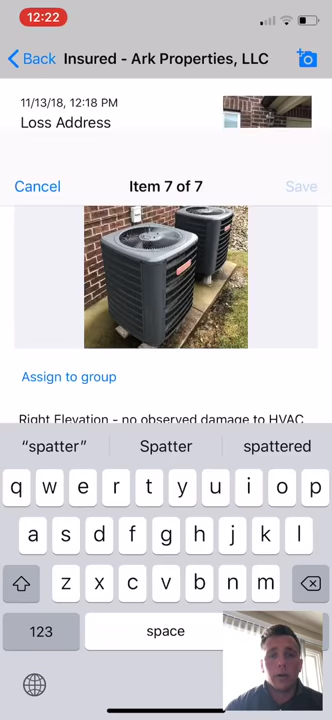 12:22
Back
Insured - Ark Properties, LLC
11/13/18, 12:18 PM
Loss Address
Cancel
Item 7 of 7
Save
Assign to group
Right Elevation - no observed damage to HVAC
“spatter”
Spatter
spattered
q w e r t y u i o p
a s d f g h j k l
z x c v b n m
123
space